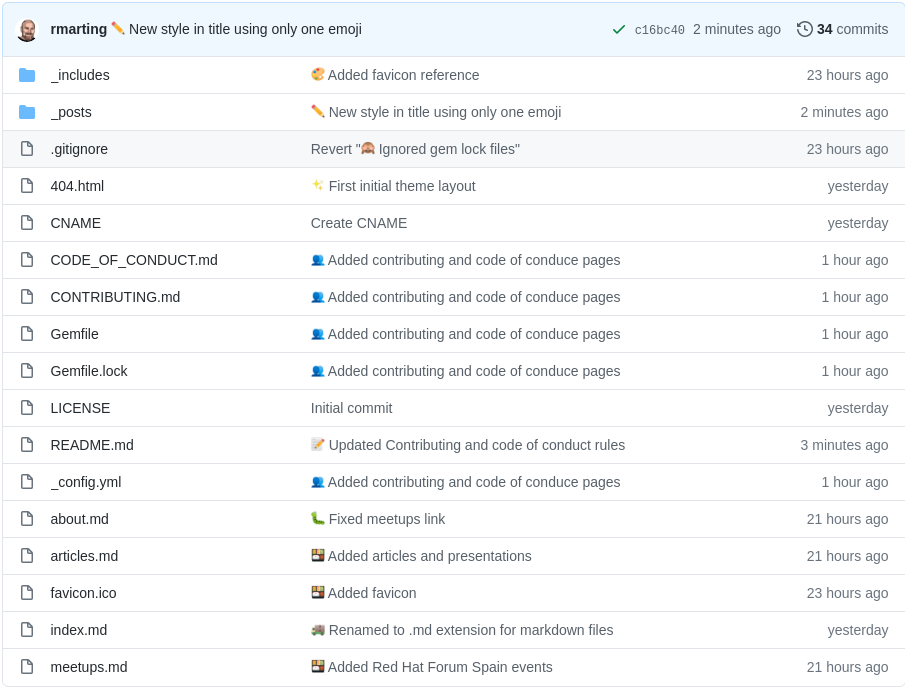 rmarting ✏️ New style in title using only one emoji c16bc40 2 minutes ago 34 commits
_includes 🎨 Added favicon reference 23 hours ago
_posts ✏️ New style in title using only one emoji 2 minutes ago
.gitignore Revert "🙈 Ignored gem lock files" 23 hours ago
404.html ✨ First initial theme layout yesterday
CNAME Create CNAME yesterday
CODE_OF_CONDUCT.md 👥 Added contributing and code of conduce pages 1 hour ago
CONTRIBUTING.md 👥 Added contributing and code of conduce pages 1 hour ago
Gemfile 👥 Added contributing and code of conduce pages 1 hour ago
Gemfile.lock 👥 Added contributing and code of conduce pages 1 hour ago
LICENSE Initial commit yesterday
README.md 📝 Updated Contributing and code of conduct rules 3 minutes ago
_config.yml 👥 Added contributing and code of conduce pages 1 hour ago
about.md 🐛 Fixed meetups link 21 hours ago
articles.md 🍱 Added articles and presentations 21 hours ago
favicon.ico 🍱 Added favicon 23 hours ago
index.md 🚚 Renamed to .md extension for markdown files yesterday
meetups.md 🍱 Added Red Hat Forum Spain events 21 hours ago